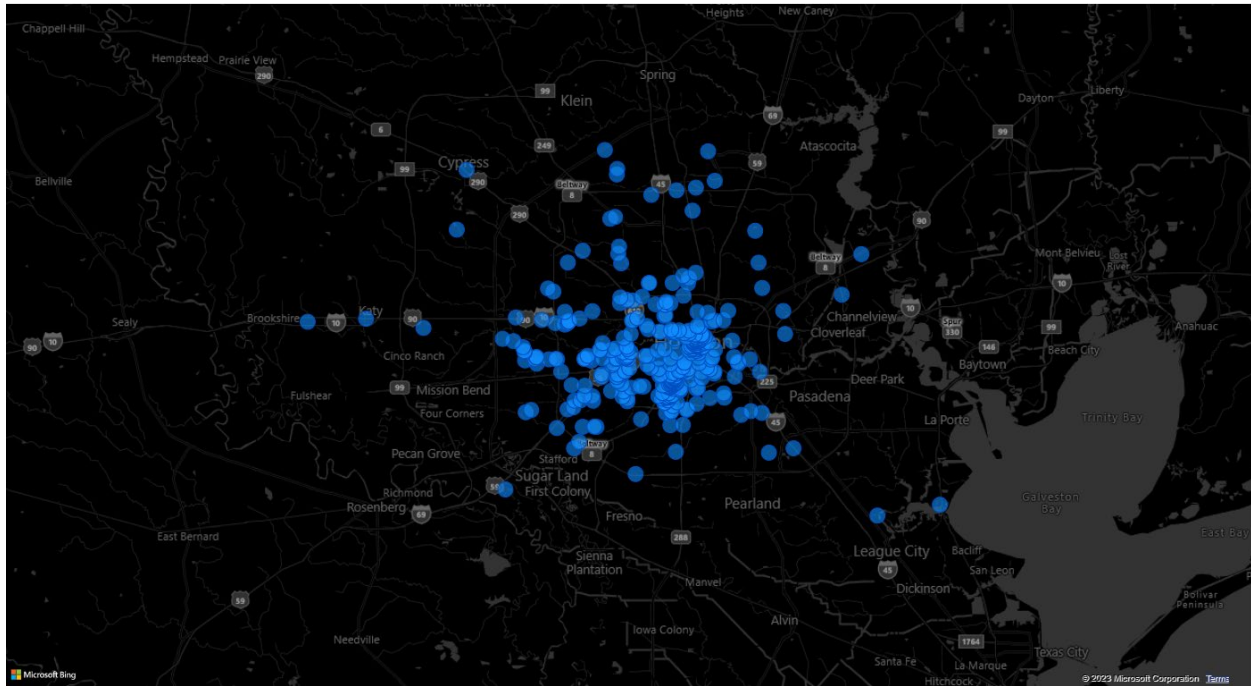 Heights
New Caney
Chappell Hill
Hempstead
Prairie View
290
Spring
69
99
Klein
Dayton
Liberty
6
249
99
59
Atascocita
99
Cypress
290
Beltway
8
45
Bellville
290
90
Beltway
8
Mont Belvieu
Lost
River
10
Sealy
Brookshire
10
Katy
90
90
10
Channelview
10
Spur
330
99
Anahuac
90
10
Cinco Ranch
Cloverleaf
146
Beach City
Baytown
99
Mission Bend
225
Deer Park
Fulshear
Four Corners
Pasadena
45
La Porte
Trinity Bay
Pecan Grove
Beltway
8
Stafford
Sugar Land
59
First Colony
Richmond
Rosenberg
69
Fresno
Pearland
Galveston
Bay
East Bernard
288
East Bay
Sienna
Plantation
League City
Bacliff
45
San Leon
Manvel
Dickinson
59
Bolivar
Peninsula
Needville
Iowa Colony
Alvin
1764
Texas City
Santa Fe
La Marque
Hitchcock
Microsoft Bing
© 2023 Microsoft Corporation Terms